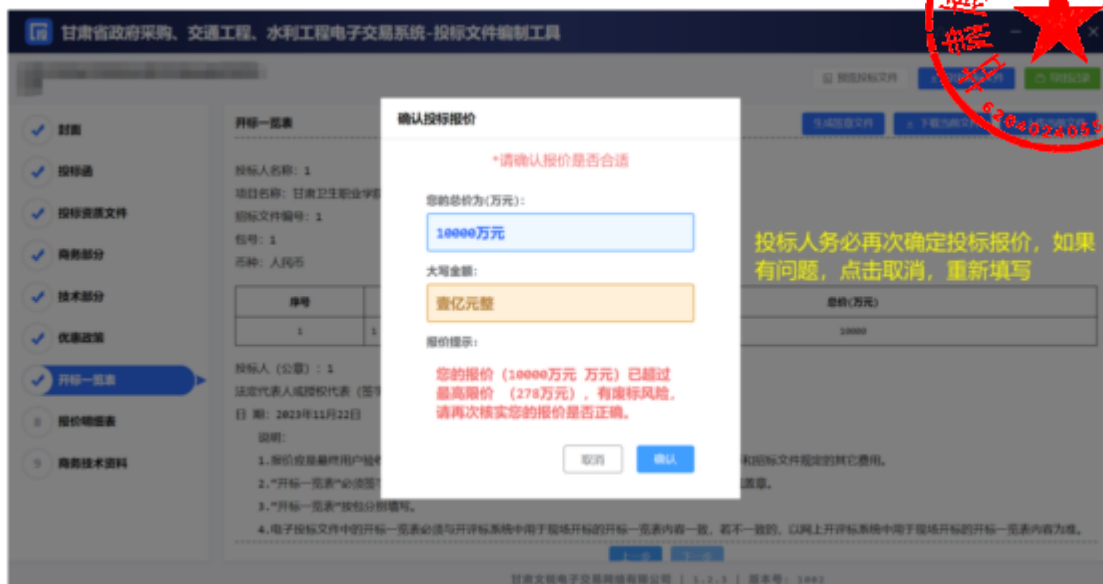 甘肃省政府采购、交通工程、水利工程电子交易系统-投标文件编制工具
预览投标文件
导出记录
封面
投标函
投标资质文件
商务部分
技术部分
优惠政策
开标一览表
8 报价明细表
9 商务技术资料
开标一览表
生成签章文件
下载当前文件
投标人名称: 1
项目名称: 甘肃卫生职业学院
招标文件编号: 1
包号: 1
币种: 人民币
序号
总价(万元)
1
1
10000
投标人 (公章) : 1
法定代表人或授权代表 (签字
日 期: 2023年11月22日
说明:
1.报价应是最终用户验收
和招标文件规定的其它费用。
2."开标一览表"必须签
盖章。
3."开标一览表"按包分别填写。
4.电子投标文件中的开标一览表必须与开评标系统中用于现场开标的开标一览表内容一致, 若不一致的, 以网上开评标系统中用于现场开标的开标一览表内容为准。
上一步
下一步
确认投标报价
*请确认报价是否合适
您的总价为(万元):
10000万元
大写金额:
壹亿元整
报价提示:
您的报价 (10000万元 万元) 已超过
最高限价 (278万元) , 有废标风险,
请再次核实您的报价是否正确。
取消
确认
投标人务必再次确定投标报价, 如果
有问题, 点击取消, 重新填写
甘肃文锐电子交易网络有限公司 | 1.2.3 | 版本号: 1002
6204024055